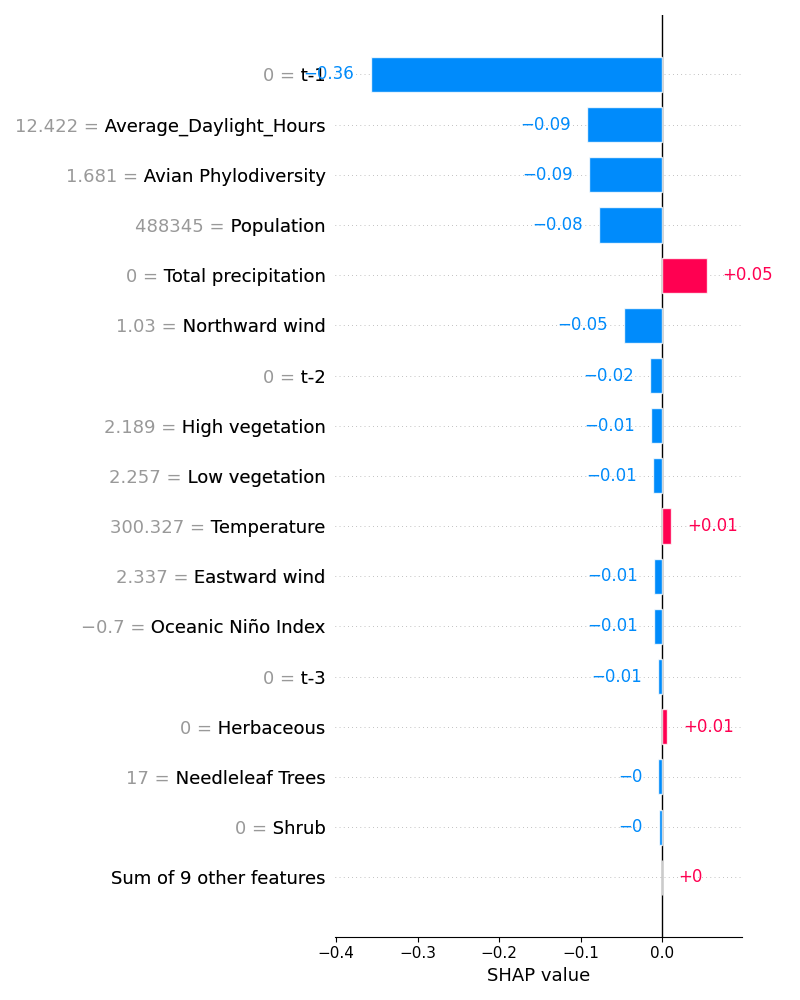 0 = t-1 −0.36
12.422 = Average_Daylight_Hours −0.09
1.681 = Avian Phylodiversity −0.09
488345 = Population −0.08
0 = Total precipitation +0.05
1.03 = Northward wind −0.05
0 = t-2 −0.02
2.189 = High vegetation −0.01
2.257 = Low vegetation −0.01
300.327 = Temperature +0.01
2.337 = Eastward wind −0.01
−0.7 = Oceanic Niño Index −0.01
0 = t-3 −0.01
0 = Herbaceous +0.01
17 = Needleleaf Trees −0
0 = Shrub −0
Sum of 9 other features +0
−0.4 −0.3 −0.2 −0.1 0.0
SHAP value